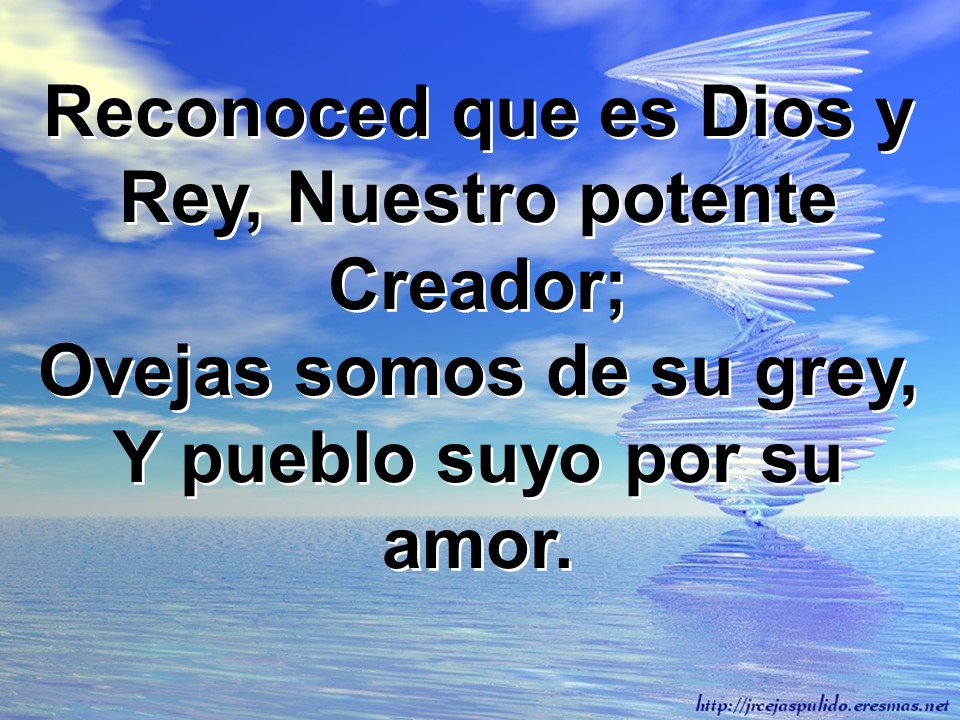 Reconoced que es Dios y
Rey, Nuestro potente
Creador;
Ovejas somos de su grey,
Y pueblo suyo por su
amor.
http://jrcejaspulido.eresmas.net